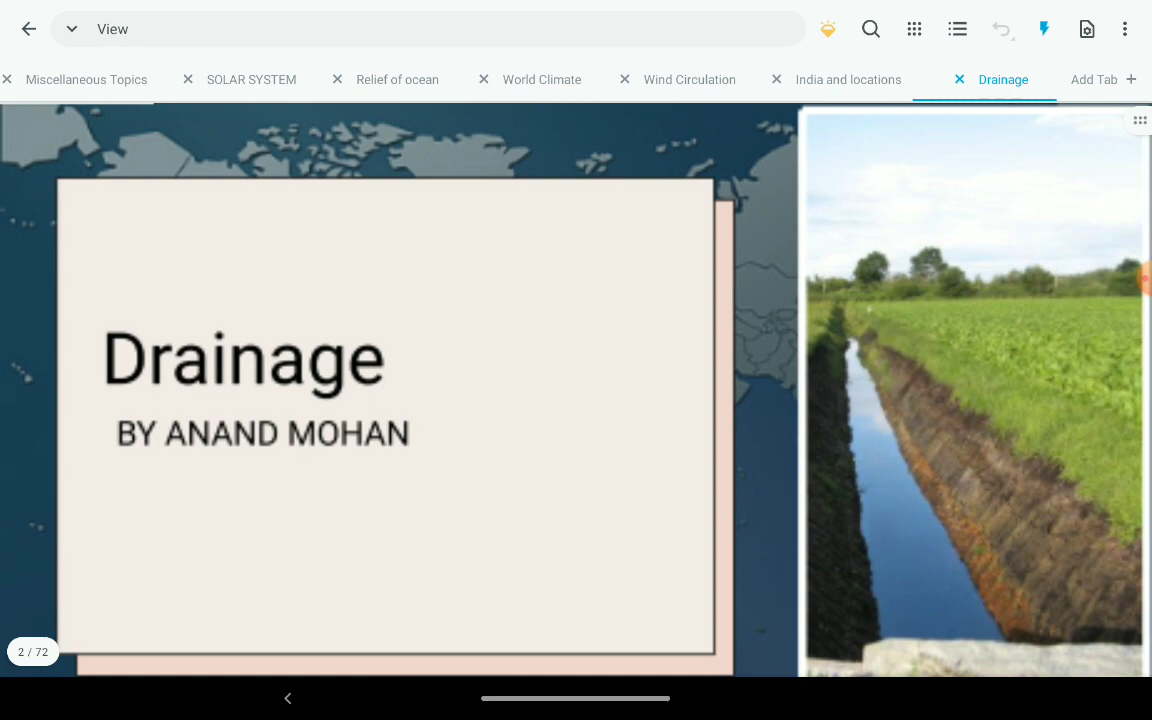 View
Miscellaneous Topics
SOLAR SYSTEM
Relief of ocean
World Climate
Wind Circulation
India and locations
Drainage
Add Tab
Drainage
BY ANAND MOHAN
2 / 72